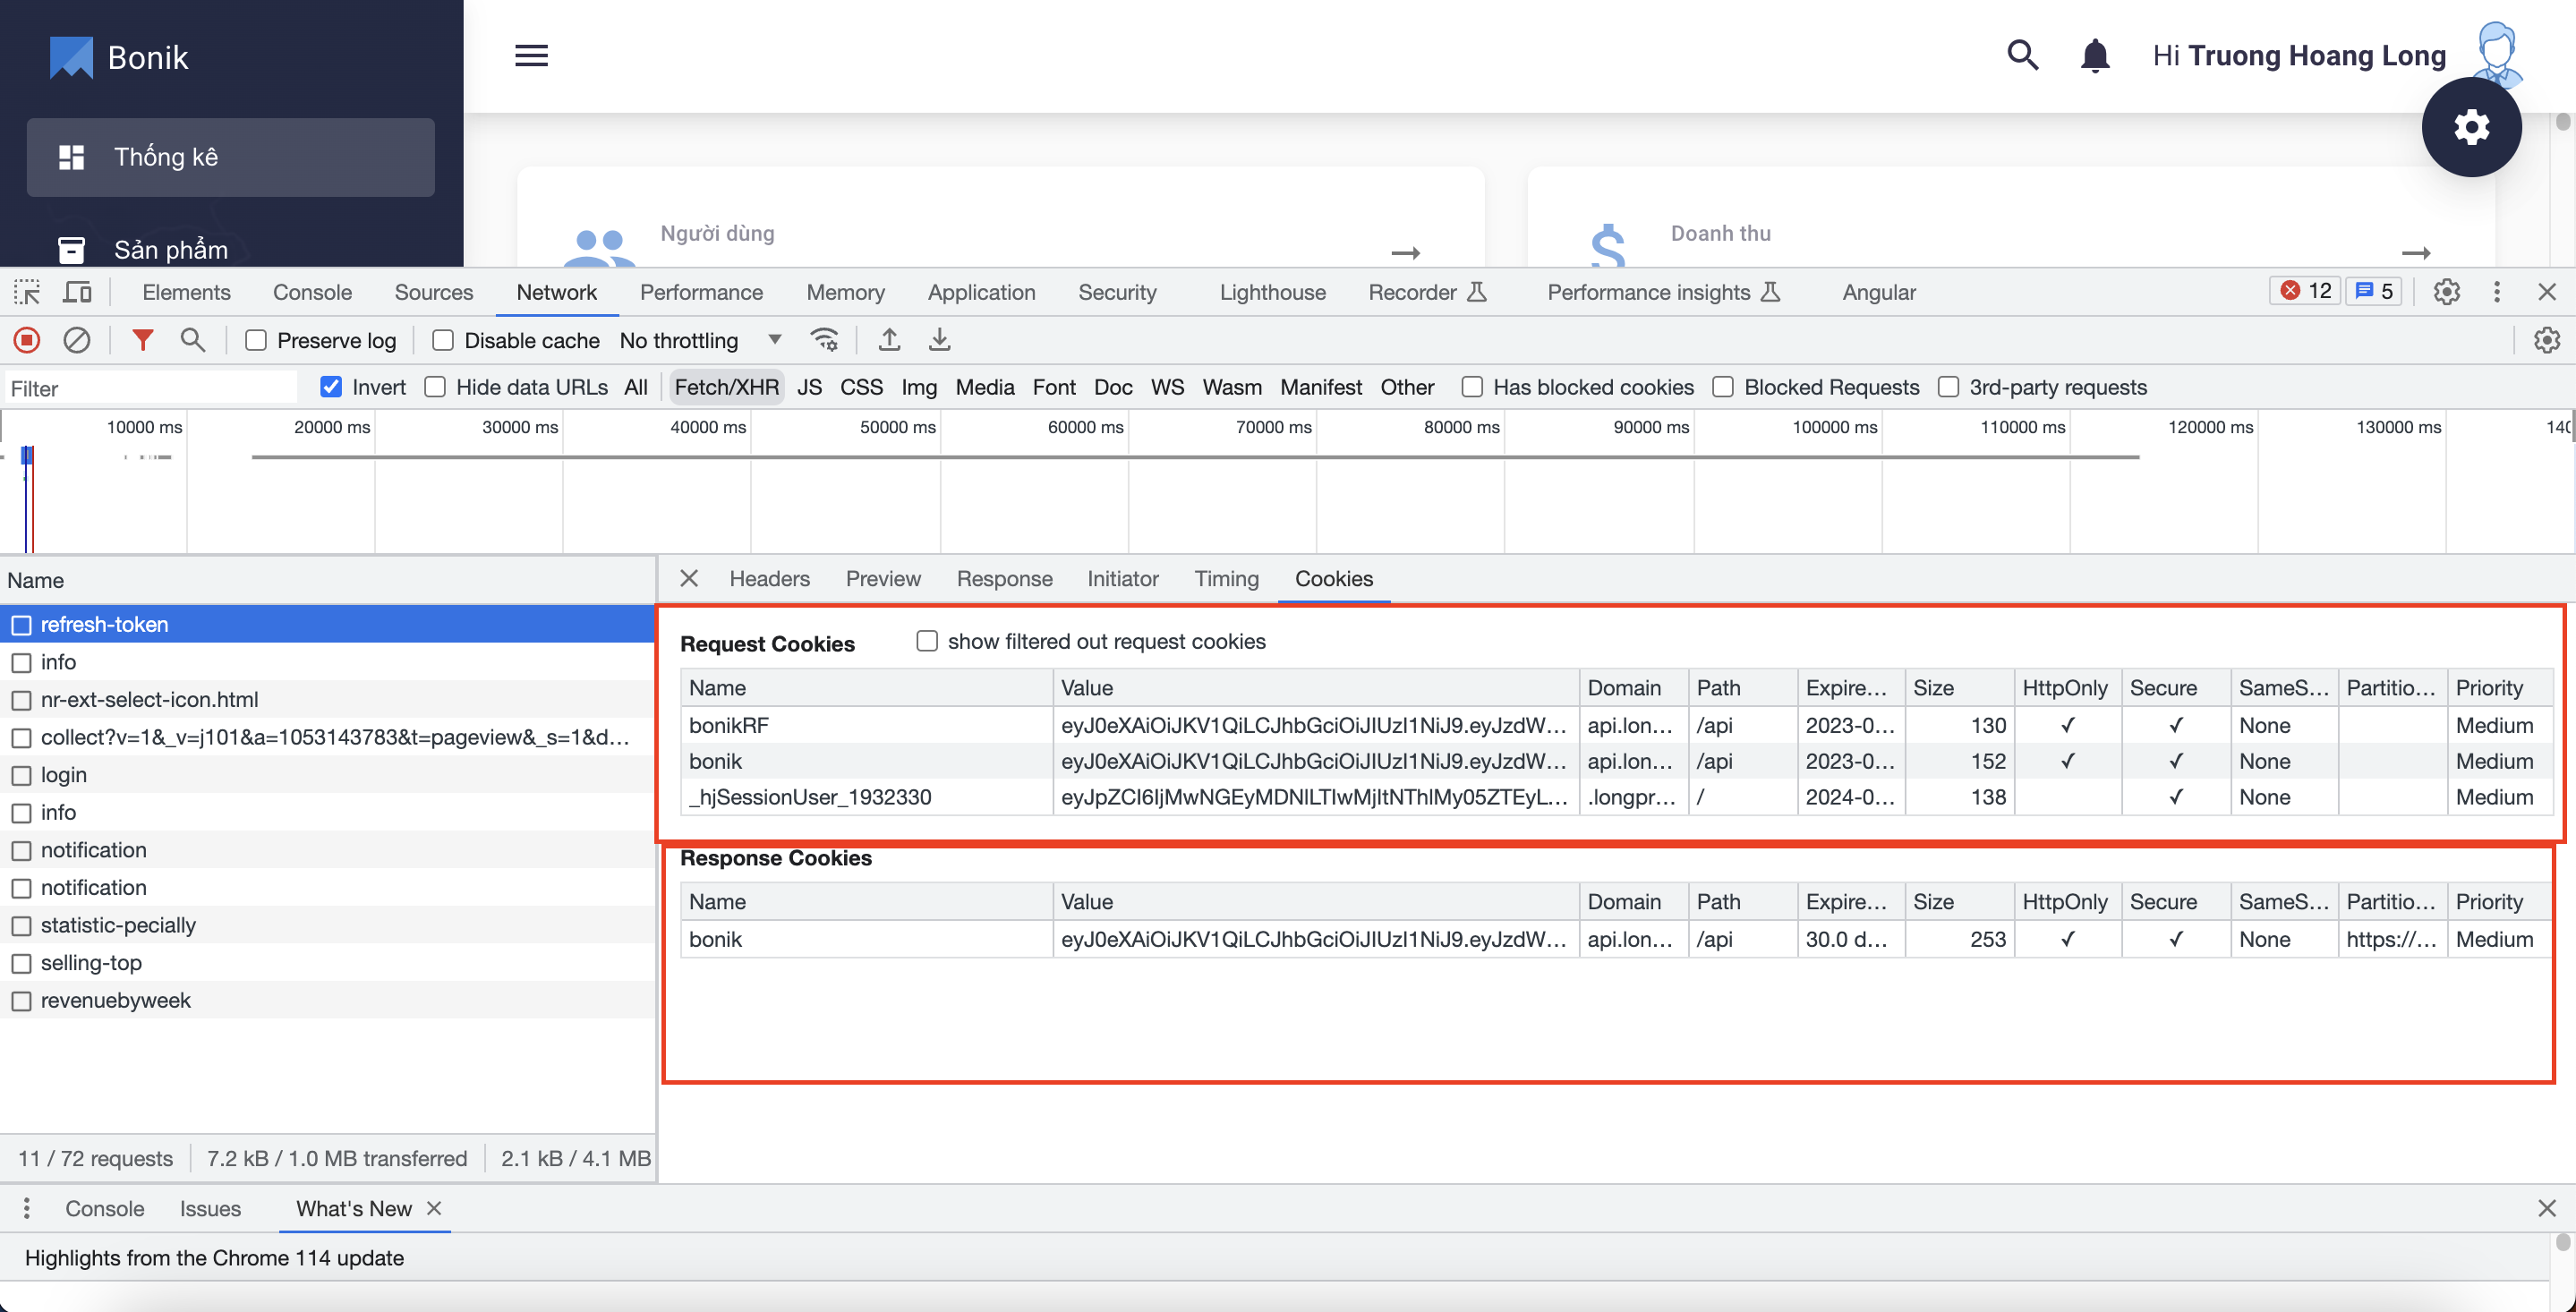 Bonik
Hi Truong Hoang Long
Thống kê
Sản phẩm
Người dùng
Doanh thu
Elements Console Sources Network Performance Memory Application Security Lighthouse Recorder Performance insights Angular 12 5
Preserve log Disable cache No throttling
Filter Invert Hide data URLs All Fetch/XHR JS CSS Img Media Font Doc WS Wasm Manifest Other Has blocked cookies Blocked Requests 3rd-party requests
10000 ms 20000 ms 30000 ms 40000 ms 50000 ms 60000 ms 70000 ms 80000 ms 90000 ms 100000 ms 110000 ms 120000 ms 130000 ms
Name
refresh-token
info
nr-ext-select-icon.html
collect?v=1&_v=j101&a=1053143783&t=pageview&_s=1&d...
login
info
notification
notification
statistic-pecially
selling-top
revenuebyweek
11 / 72 requests 7.2 kB / 1.0 MB transferred 2.1 kB / 4.1 MB
Headers Preview Response Initiator Timing Cookies
Request Cookies show filtered out request cookies
Name Value Domain Path Expire... Size HttpOnly Secure SameS... Partitio... Priority
bonikRF eyJ0eXAiOiJKV1QiLCJhbGciOiJIUzI1NiJ9.eyJzdW... api.lon... /api 2023-0... 130 ✓ ✓ None Medium
bonik eyJ0eXAiOiJKV1QiLCJhbGciOiJIUzI1NiJ9.eyJzdW... api.lon... /api 2023-0... 152 ✓ ✓ None Medium
_hjSessionUser_1932330 eyJpZCI6IjMwNGEyMDNlLTIwMjItNThlMy05ZTEyL... .longpr... / 2024-0... 138 ✓ None Medium
Response Cookies
Name Value Domain Path Expire... Size HttpOnly Secure SameS... Partitio... Priority
bonik eyJ0eXAiOiJKV1QiLCJhbGciOiJIUzI1NiJ9.eyJzdW... api.lon... /api 30.0 d... 253 ✓ ✓ None https://... Medium
Console Issues What's New
Highlights from the Chrome 114 update